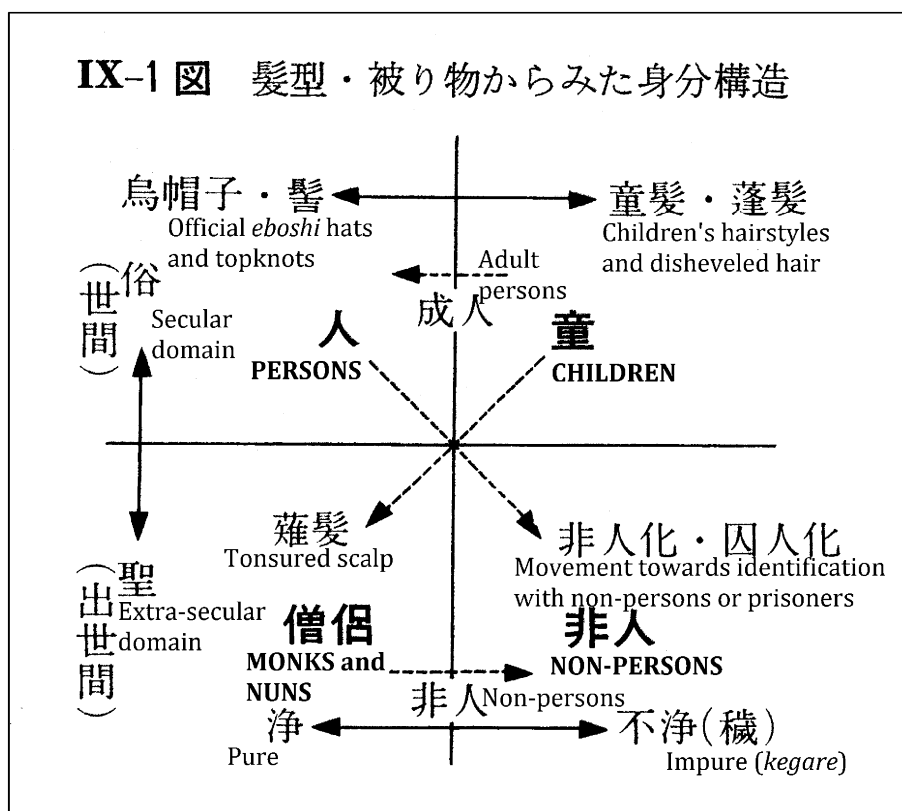 IX-1図 髪型・被り物からみた身分構造
烏帽子・髻
Official eboshi hats
and topknots
童髪・蓬髪
Children's hairstyles
and disheveled hair
Adult
persons
成人
俗
(世間)
Secular
domain
人
PERSONS
童
CHILDREN
薙髪
Tonsured scalp
非人化・囚人化
Movement towards identification
with non-persons or prisoners
聖
(出世間)
Extra-secular
domain
僧侶
MONKS and
NUNS
非人
NON-PERSONS
非人
Non-persons
浄
Pure
不浄(穢)
Impure (kegare)